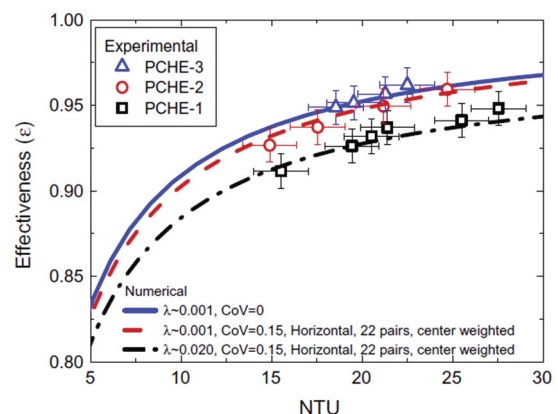 1.00
0.95
0.90
0.85
0.80
Effectiveness (ε)
Experimental
PCHE-3
PCHE-2
PCHE-1
Numerical
λ~0.001, CoV=0
λ~0.001, CoV=0.15, Horizontal, 22 pairs, center weighted
λ~0.020, CoV=0.15, Horizontal, 22 pairs, center weighted
5 10 15 20 25 30
NTU